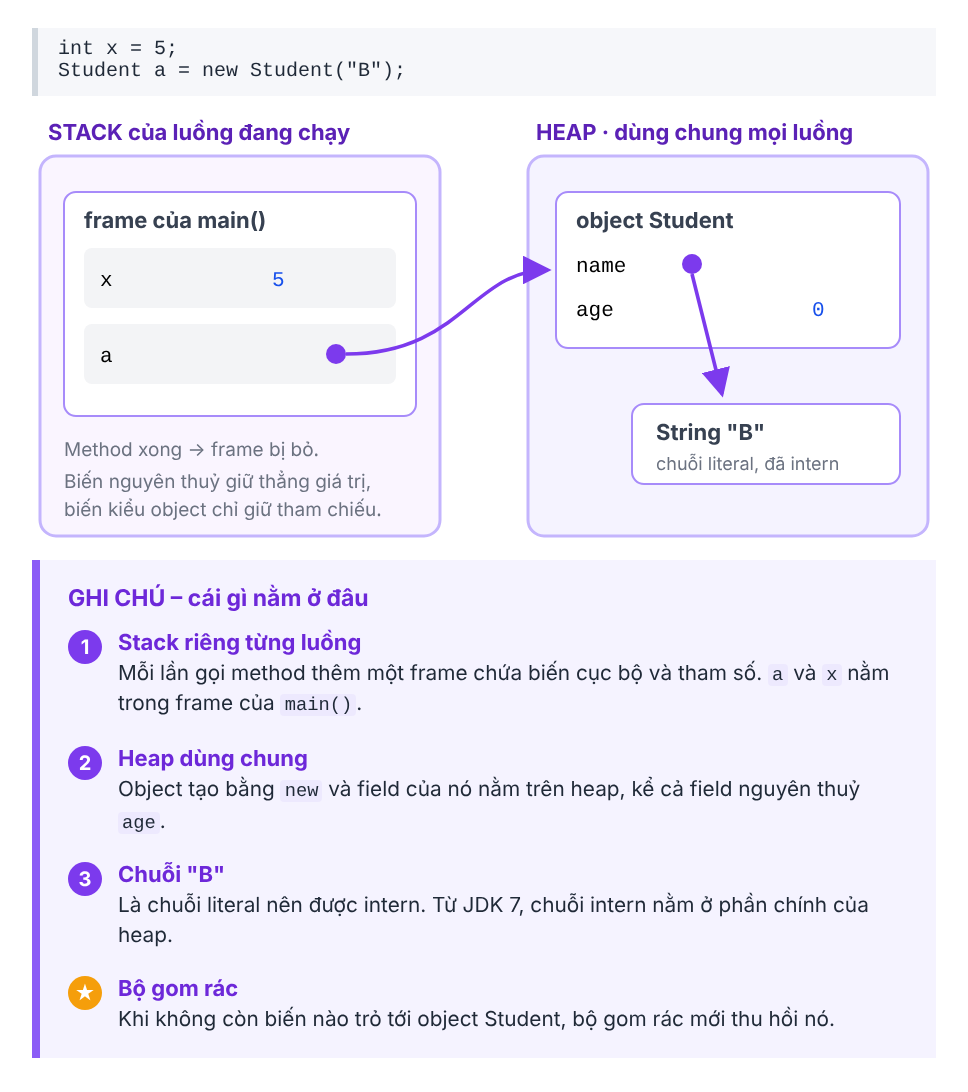 int x = 5;
Student a = new Student("B");
STACK của luồng đang chạy
HEAP · dùng chung mọi luồng
frame của main()
x 5
a
Method xong → frame bị bỏ.
Biến nguyên thuỷ giữ thẳng giá trị,
biến kiểu object chỉ giữ tham chiếu.
object Student
name
age 0
String "B"
chuỗi literal, đã intern
GHI CHÚ – cái gì nằm ở đâu
1 Stack riêng từng luồng
Mỗi lần gọi method thêm một frame chứa biến cục bộ và tham số. a và x nằm
trong frame của main().
2 Heap dùng chung
Object tạo bằng new và field của nó nằm trên heap, kể cả field nguyên thuỷ
age.
3 Chuỗi "B"
Là chuỗi literal nên được intern. Từ JDK 7, chuỗi intern nằm ở phần chính của
heap.
★ Bộ gom rác
Khi không còn biến nào trỏ tới object Student, bộ gom rác mới thu hồi nó.